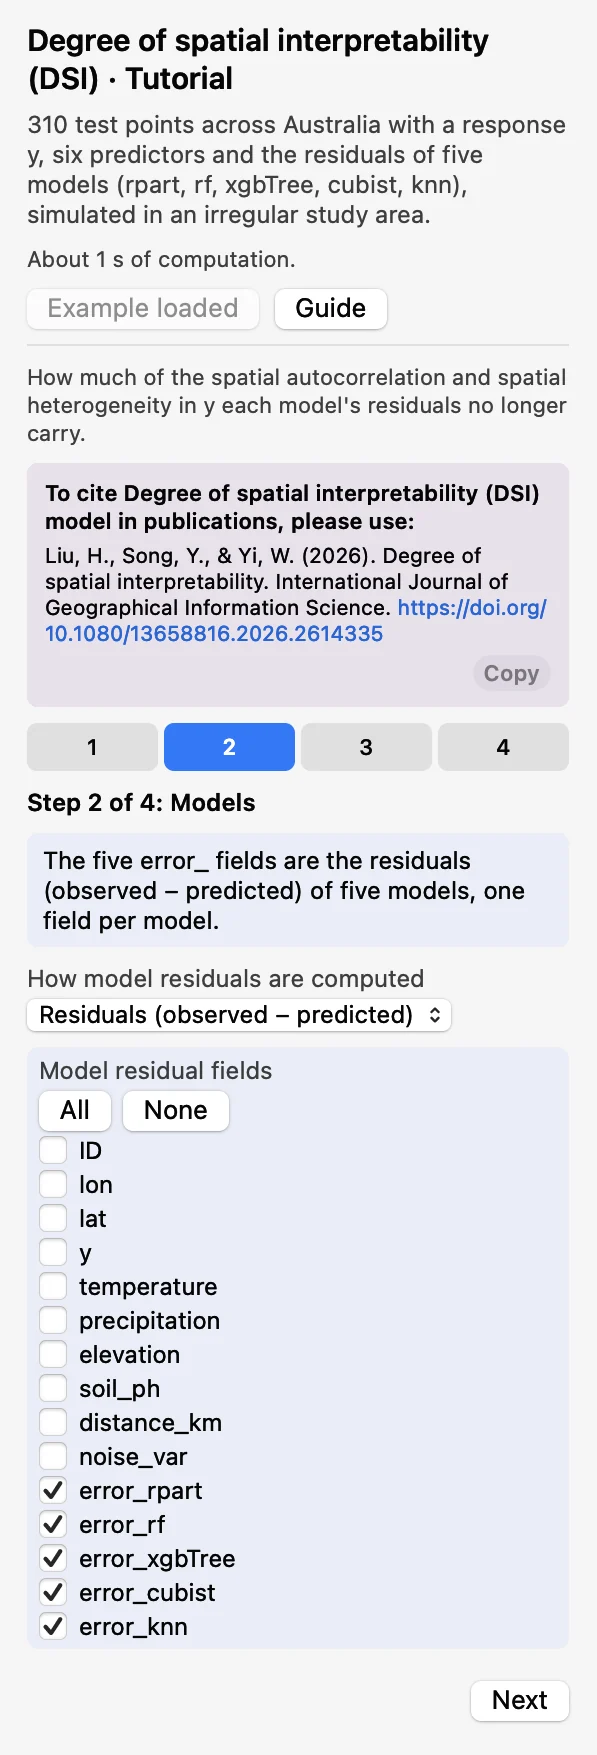 Degree of spatial interpretability
(DSI) · Tutorial
310 test points across Australia with a response
y, six predictors and the residuals of five
models (rpart, rf, xgbTree, cubist, knn),
simulated in an irregular study area.
About 1 s of computation.
Example loaded
Guide
How much of the spatial autocorrelation and spatial
heterogeneity in y each model's residuals no longer
carry.
To cite Degree of spatial interpretability (DSI)
model in publications, please use:
Liu, H., Song, Y., & Yi, W. (2026). Degree of
spatial interpretability. International Journal of
Geographical Information Science. https://doi.org/
10.1080/13658816.2026.2614335
Copy
1
2
3
4
Step 2 of 4: Models
The five error_ fields are the residuals
(observed – predicted) of five models, one
field per model.
How model residuals are computed
Residuals (observed – predicted)
Model residual fields
All
None
ID
lon
lat
y
temperature
precipitation
elevation
soil_ph
distance_km
noise_var
error_rpart
error_rf
error_xgbTree
error_cubist
error_knn
Next